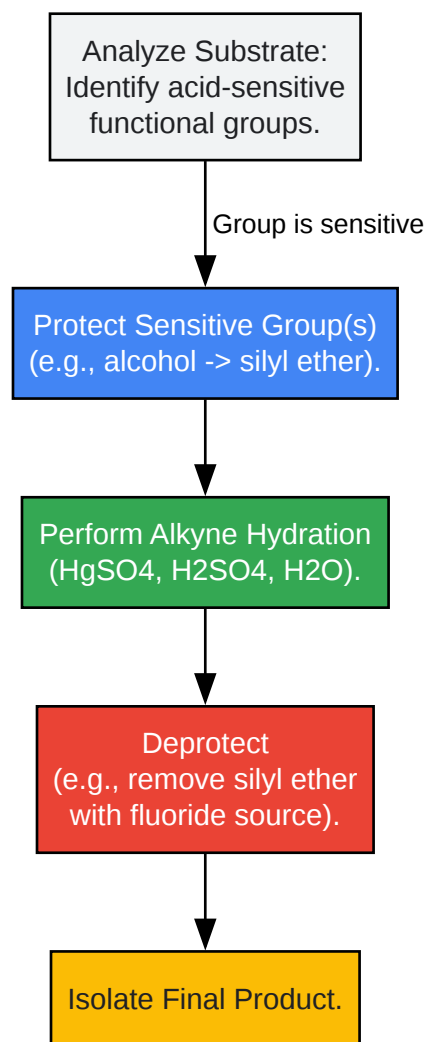 Analyze Substrate:
Identify acid-sensitive
functional groups.
Group is sensitive
Protect Sensitive Group(s)
(e.g., alcohol -> silyl ether).
Perform Alkyne Hydration
(HgSO4, H2SO4, H2O).
Deprotect
(e.g., remove silyl ether
with fluoride source).
Isolate Final Product.